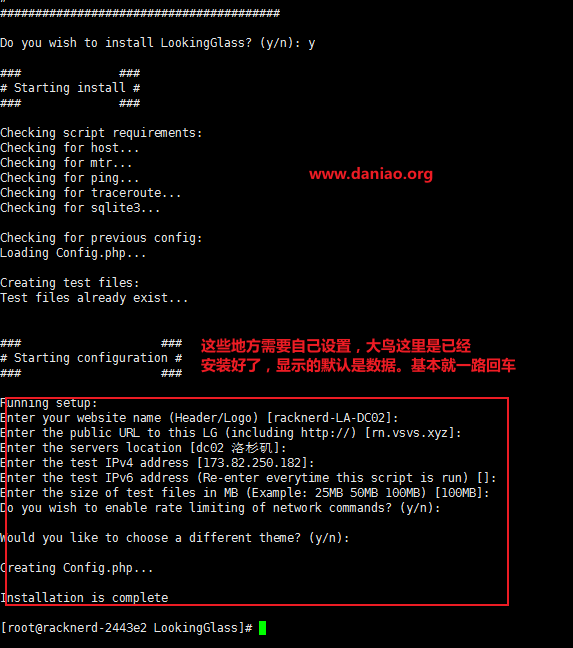 ########################################
Do you wish to install LookingGlass? (y/n): y
### ###
# Starting install #
### ###
Checking script requirements:
Checking for host...
Checking for mtr...
Checking for ping...
www.daniao.org
Checking for traceroute...
Checking for sqlite3...
Checking for previous config:
Loading Config.php...
Creating test files:
Test files already exist...
### ###
这些地方需要自己设置，大鸟这里是已经
# Starting configuration #
安装好了，显示的默认是数据。基本就一路回车
### ###
Running setup:
Enter your website name (Header/Logo) [racknerd-LA-DC02]:
Enter the public URL to this LG (including http://) [rn.vsvs.xyz]:
Enter the servers location [dc02 洛杉矶]:
Enter the test IPv4 address [173.82.250.182]:
Enter the test IPv6 address (Re-enter everytime this script is run) []:
Enter the size of test files in MB (Example: 25MB 50MB 100MB) [100MB]:
Do you wish to enable rate limiting of network commands? (y/n):
Would you like to choose a different theme? (y/n):
Creating Config.php...
Installation is complete
[root@racknerd-2443e2 LookingGlass]#